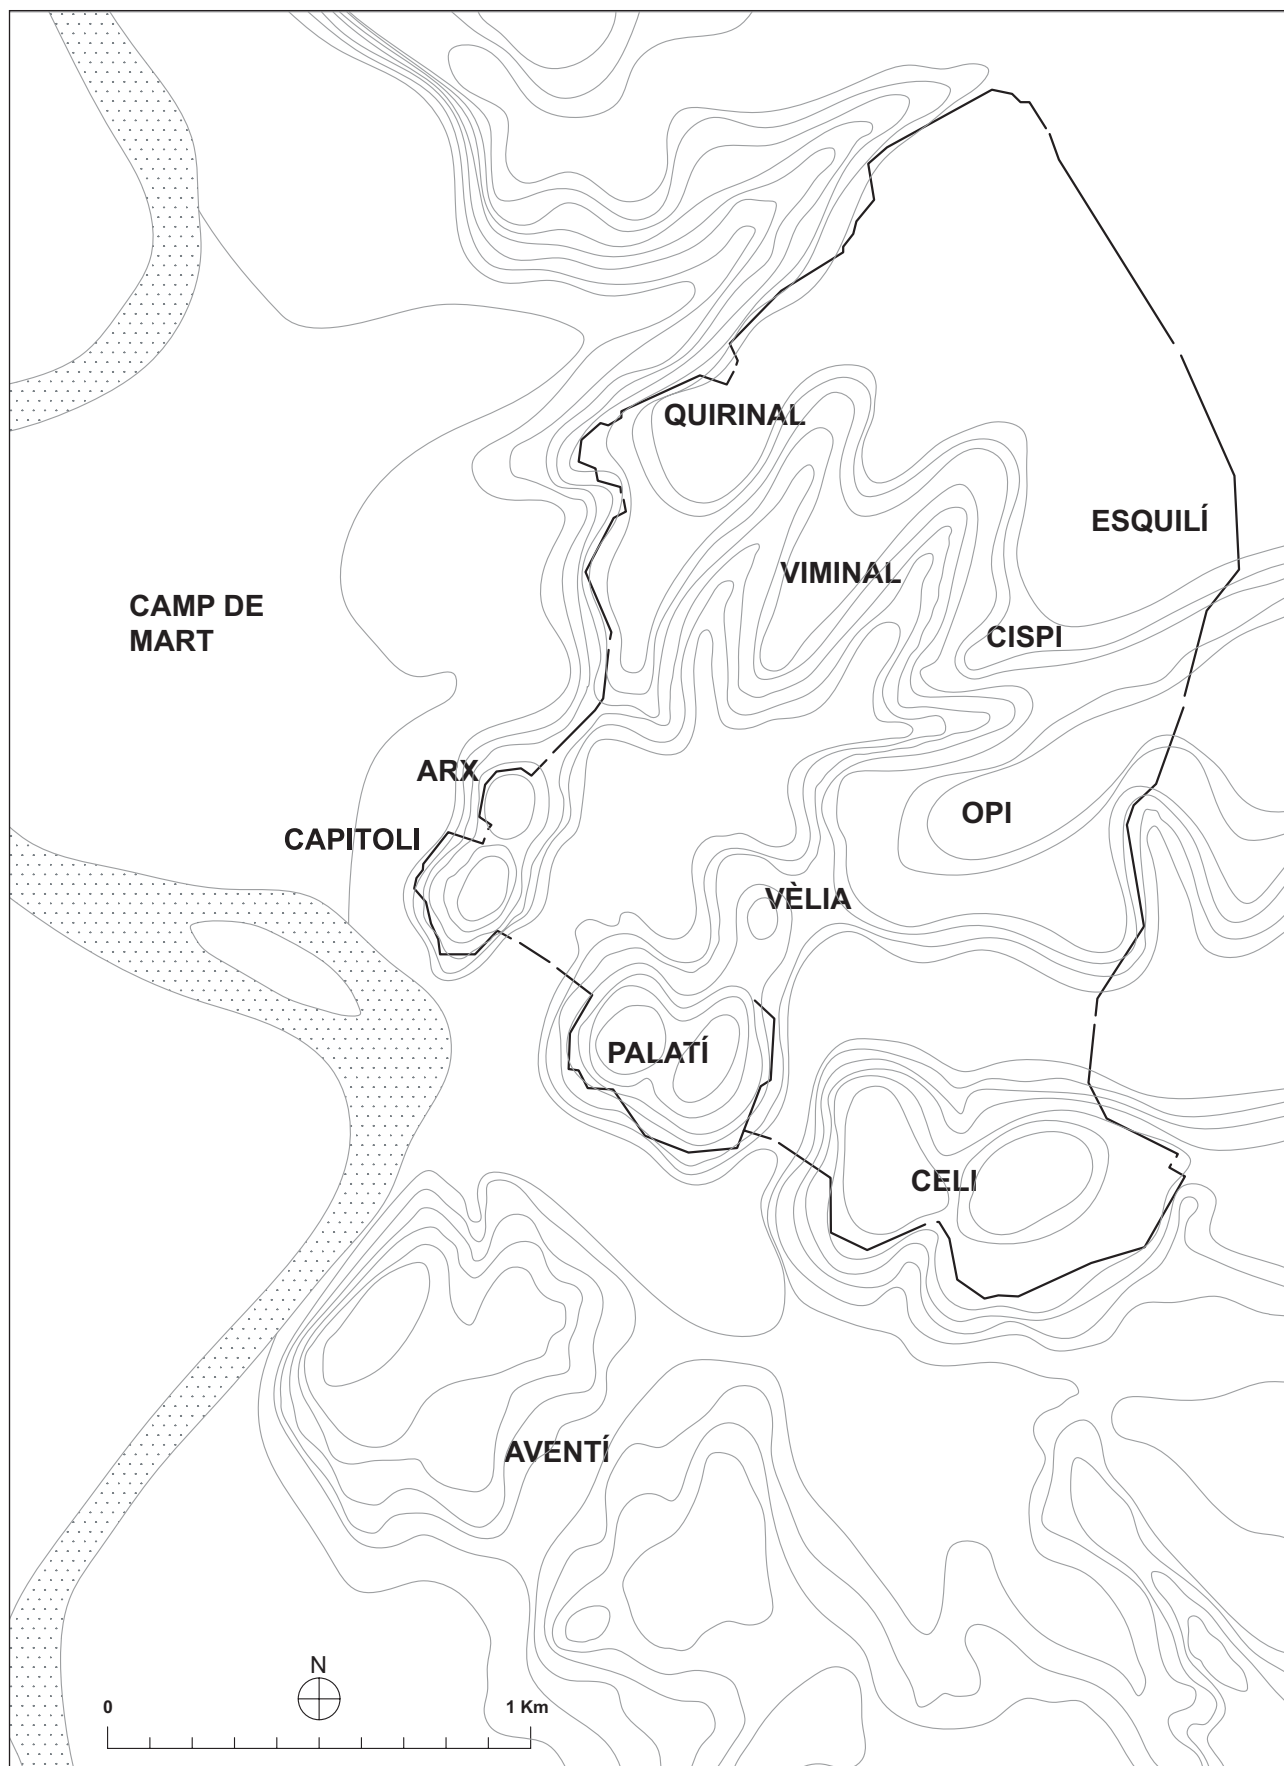 QUIRINAL
ESQUILÍ
VIMINAL
CAMP DE
MART
CISPI
ARX
OPI
CAPITOLI
VÈLIA
PALATÍ
CELI
AVENTÍ
N
0
1 Km